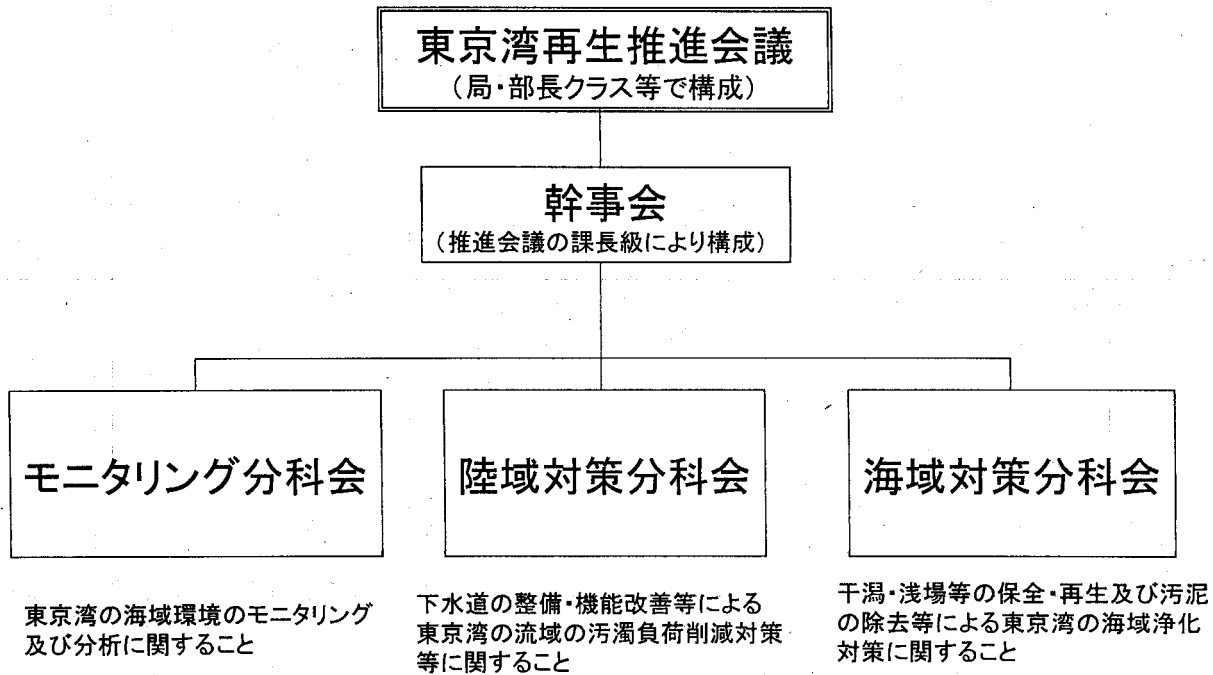 東京湾再生推進会議
（局・部長クラス等で構成）
幹事会
（推進会議の課長級により構成）
モニタリング分科会
陸域対策分科会
海域対策分科会
東京湾の海域環境のモニタリング
及び分析に関すること
下水道の整備・機能改善等による
東京湾の流域の汚濁負荷削減対策
等に関すること
干潟・浅場等の保全・再生及び汚泥
の除去等による東京湾の海域浄化
対策に関すること